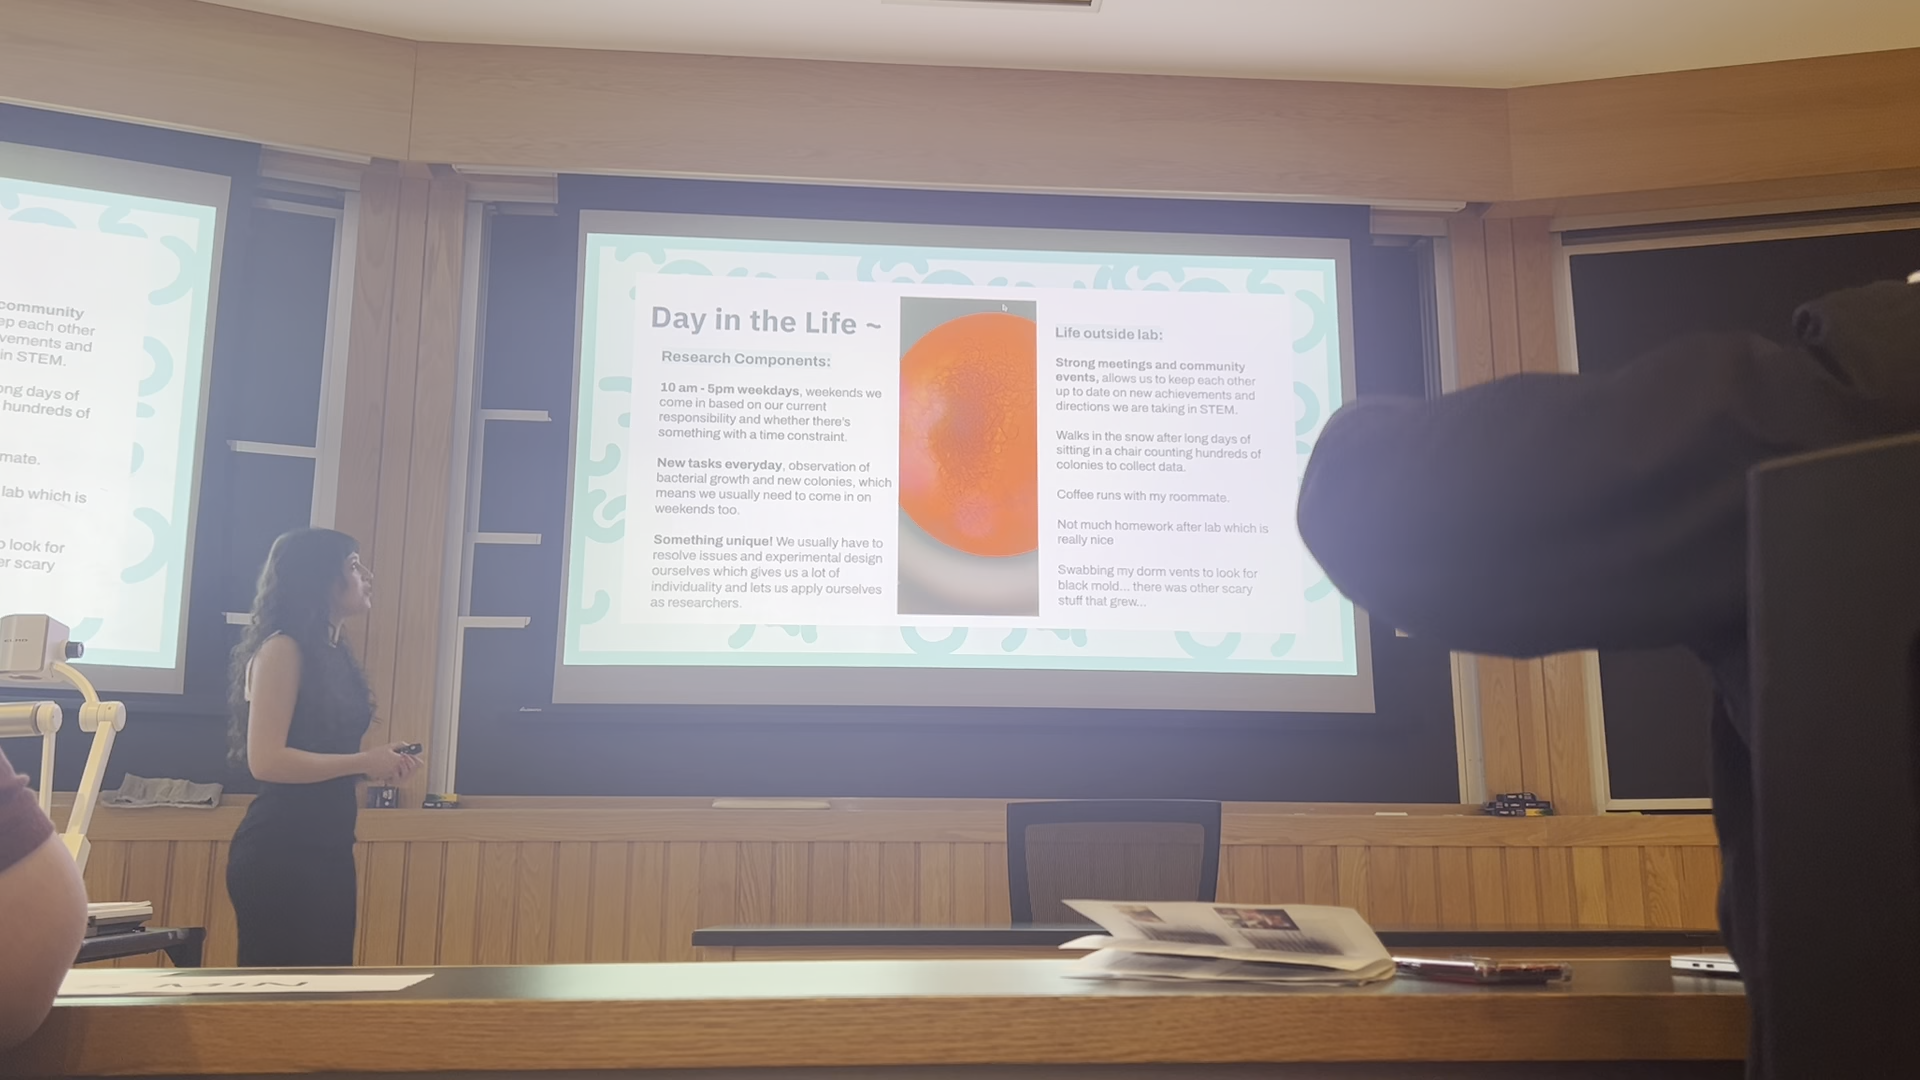 community
ep each other
vements and
in STEM.
ong days of
hundreds of
mate.
lab which is
o look for
er scary
Day in the Life ~
Research Components:
10 am - 5pm weekdays, weekends we
come in based on our current
responsibility and whether there's
something with a time constraint.
New tasks everyday, observation of
bacterial growth and new colonies, which
means we usually need to come in on
weekends too.
Something unique! We usually have to
resolve issues and experimental design
ourselves which gives us a lot of
individuality and lets us apply ourselves
as researchers.
Life outside lab:
Strong meetings and community
events, allows us to keep each other
up to date on new achievements and
directions we are taking in STEM.
Walks in the snow after long days of
sitting in a chair counting hundreds of
colonies to collect data.
Coffee runs with my roommate.
Not much homework after lab which is
really nice
Swabbing my dorm vents to look for
black mold... there was other scary
stuff that grew...
5 MIN